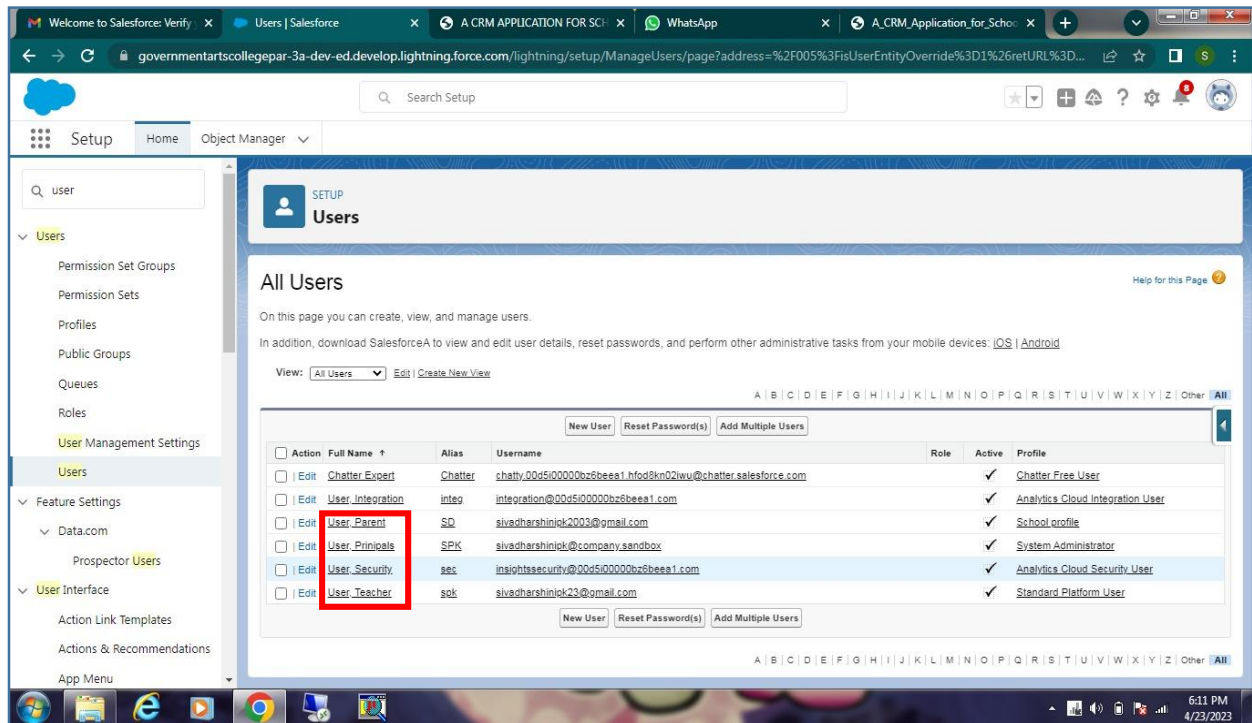 Welcome to Salesforce: Verify
Users | Salesforce
A CRM APPLICATION FOR SCH
WhatsApp
A_CRM_Application_for_Schoo
governmentartscollegepar-3a-dev-ed.develop.lightning.force.com/lightning/setup/ManageUsers/page?address=%2F005%3FisUserEntityOverride%3D1%26retURL%3D...
S
Search Setup
8
Setup Home Object Manager
user
Users
Permission Set Groups
Permission Sets
Profiles
Public Groups
Queues
Roles
User Management Settings
Users
Feature Settings
Data.com
Prospector Users
User Interface
Action Link Templates
Actions & Recommendations
App Menu
SETUP
Users
All Users
Help for this Page
On this page you can create, view, and manage users.
In addition, download SalesforceA to view and edit user details, reset passwords, and perform other administrative tasks from your mobile devices: iOS | Android
View: All Users Edit | Create New View
A | B | C | D | E | F | G | H | I | J | K | L | M | N | O | P | Q | R | S | T | U | V | W | X | Y | Z | Other All
New User Reset Password(s) Add Multiple Users
Action Full Name ↑ Alias Username Role Active Profile
| Edit Chatter Expert Chatter chatty.00d5i00000bz6beea1.hfod8kn02iwu@chatter.salesforce.com ✓ Chatter Free User
| Edit User, Integration integ integration@00d5i00000bz6beea1.com ✓ Analytics Cloud Integration User
| Edit User, Parent SD sivadharshinipk2003@gmail.com ✓ School profile
| Edit User, Prinipals SPK sivadharshinipk@company.sandbox ✓ System Administrator
| Edit User, Security sec insightssecurity@00d5i00000bz6beea1.com ✓ Analytics Cloud Security User
| Edit User, Teacher spk sivadharshinipk23@gmail.com ✓ Standard Platform User
New User Reset Password(s) Add Multiple Users
A | B | C | D | E | F | G | H | I | J | K | L | M | N | O | P | Q | R | S | T | U | V | W | X | Y | Z | Other All
6:11 PM
4/23/2023